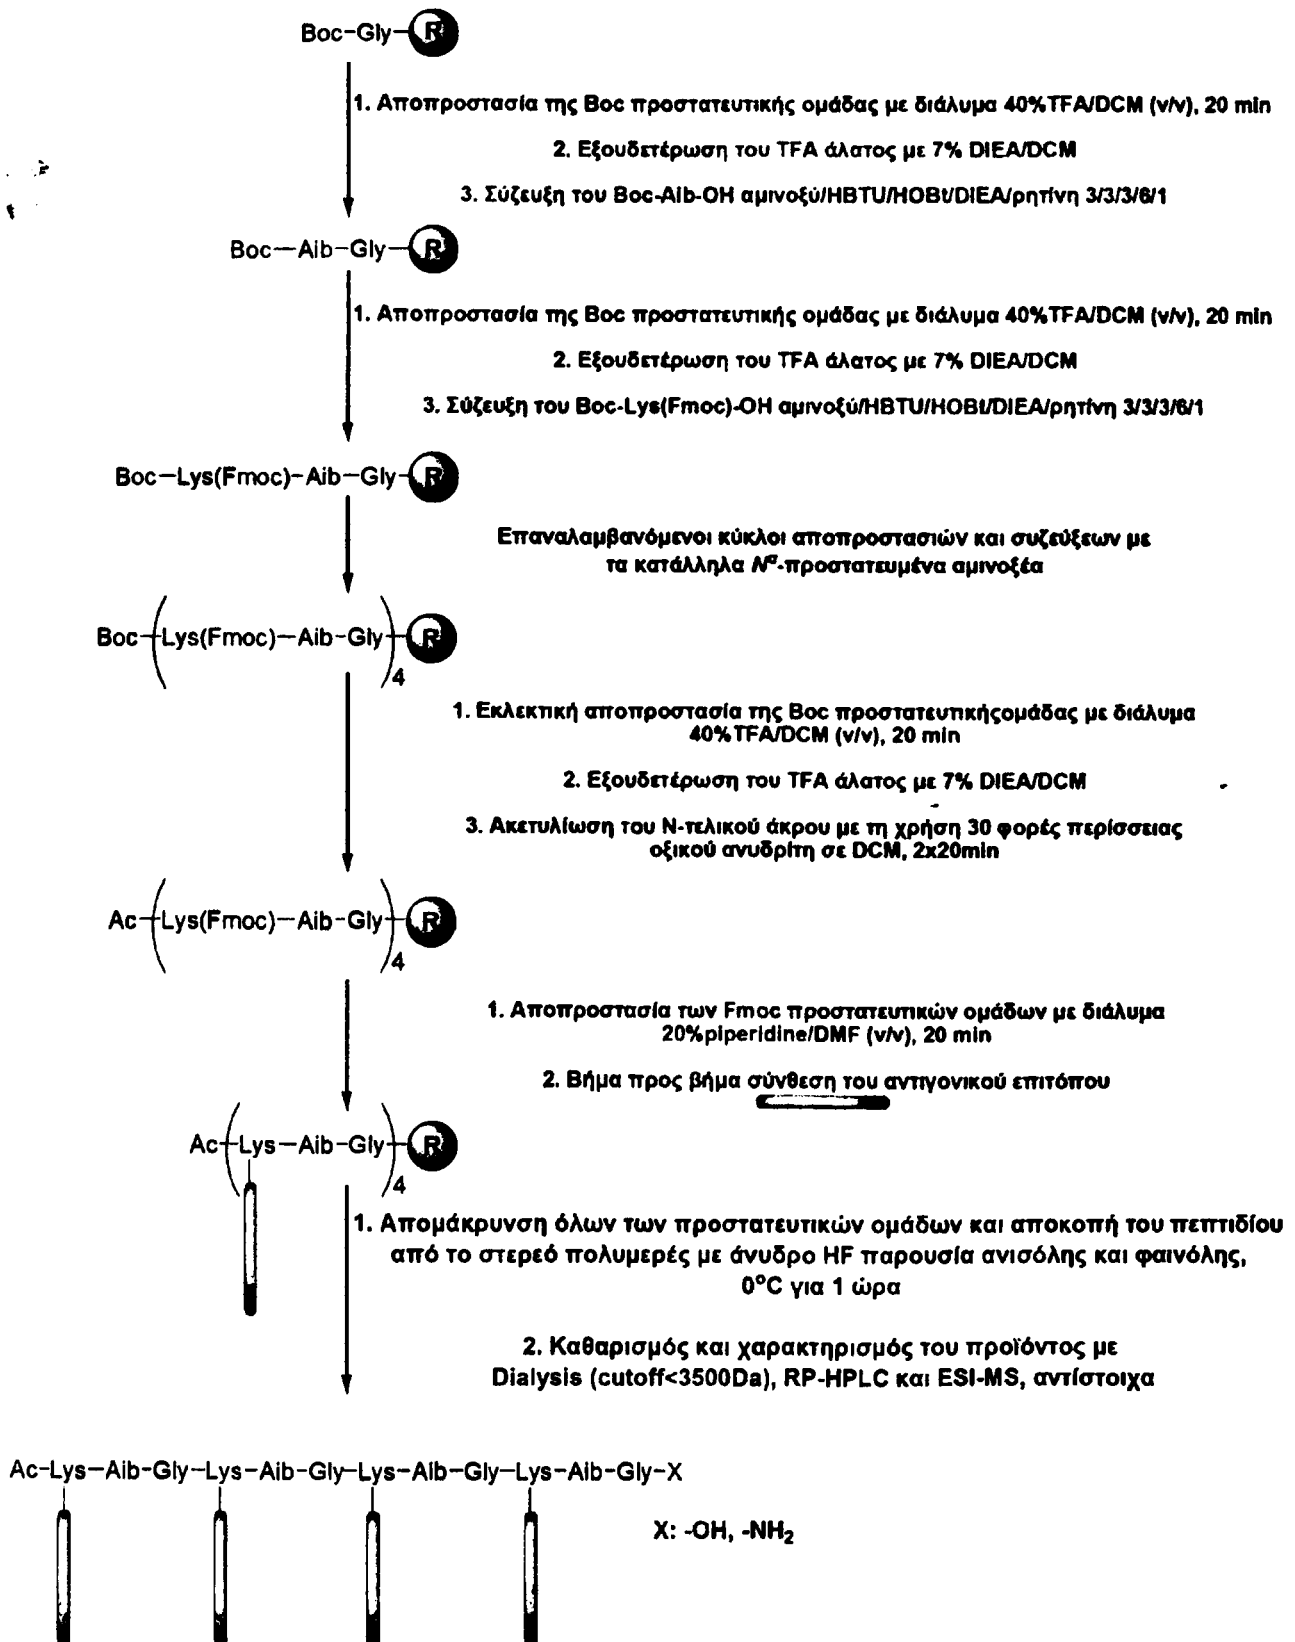 Boc-Gly-R
1. Αποπροστασία της Boc προστατευτικής ομάδας με διάλυμα 40%TFA/DCM (v/v), 20 min
2. Εξουδετέρωση του TFA άλατος με 7% DIEA/DCM
3. Σύζευξη του Boc-Aib-OH αμινοξύ/HBTU/HOBt/DIEA/ρητίνη 3/3/3/6/1
Boc-Aib-Gly-R
1. Αποπροστασία της Boc προστατευτικής ομάδας με διάλυμα 40%TFA/DCM (v/v), 20 min
2. Εξουδετέρωση του TFA άλατος με 7% DIEA/DCM
3. Σύζευξη του Boc-Lys(Fmoc)-OH αμινοξύ/HBTU/HOBt/DIEA/ρητίνη 3/3/3/6/1
Boc-Lys(Fmoc)-Aib-Gly-R
Επαναλαμβανόμενοι κύκλοι αποπροστασιών και συζεύξεων με
τα κατάλληλα Nᵅ-προστατευμένα αμινοξέα
Boc-(Lys(Fmoc)-Aib-Gly)4-R
1. Εκλεκτική αποπροστασία της Boc προστατευτικήςομάδας με διάλυμα
40%TFA/DCM (v/v), 20 min
2. Εξουδετέρωση του TFA άλατος με 7% DIEA/DCM
3. Ακετυλίωση του Ν-τελικού άκρου με τη χρήση 30 φορές περίσσειας
οξικού ανυδρίτη σε DCM, 2x20min
Ac-(Lys(Fmoc)-Aib-Gly)4-R
1. Αποπροστασία των Fmoc προστατευτικών ομάδων με διάλυμα
20%piperidine/DMF (v/v), 20 min
2. Βήμα προς βήμα σύνθεση του αντιγονικού επιτόπου
Ac-(Lys-Aib-Gly)4-R
1. Απομάκρυνση όλων των προστατευτικών ομάδων και αποκοπή του πεπτιδίου
από το στερεό πολυμερές με άνυδρο HF παρουσία ανισόλης και φαινόλης,
0°C για 1 ώρα
2. Καθαρισμός και χαρακτηρισμός του προϊόντος με
Dialysis (cutoff<3500Da), RP-HPLC και ESI-MS, αντίστοιχα
Ac-Lys-Aib-Gly-Lys-Aib-Gly-Lys-Aib-Gly-Lys-Aib-Gly-X
X: -OH, -NH₂